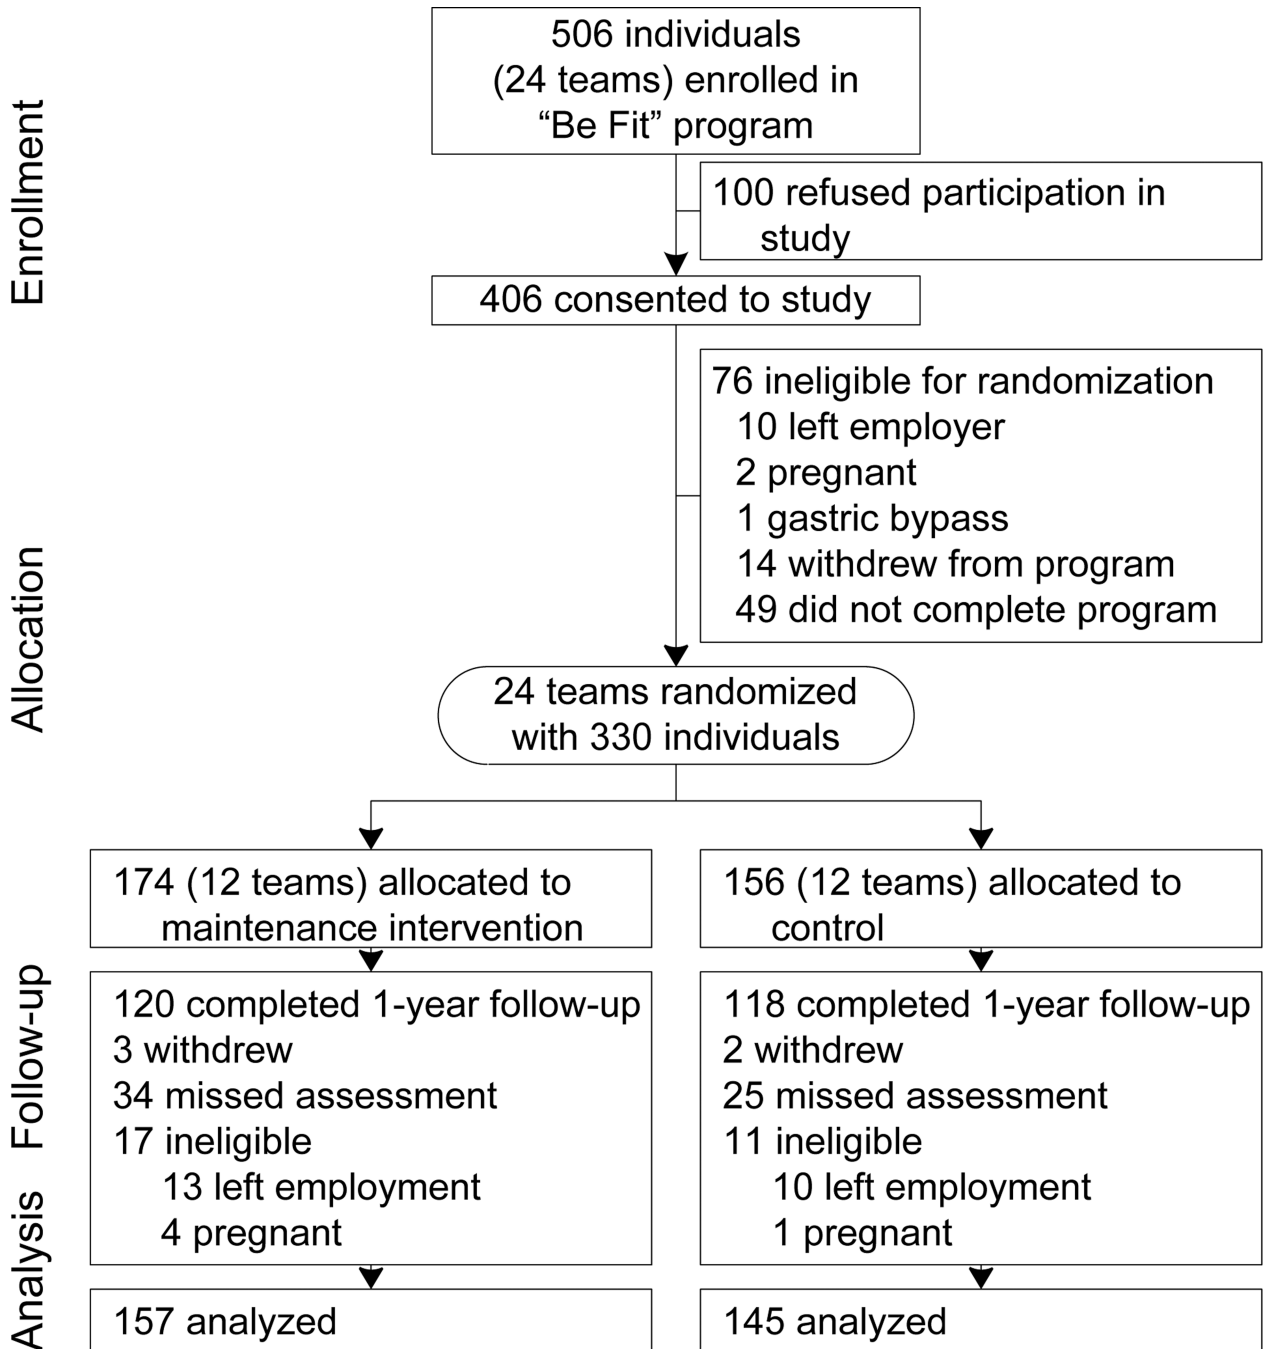 Enrollment
506 individuals
(24 teams) enrolled in
“Be Fit” program
100 refused participation in
study
406 consented to study
Allocation
76 ineligible for randomization
10 left employer
2 pregnant
1 gastric bypass
14 withdrew from program
49 did not complete program
24 teams randomized
with 330 individuals
174 (12 teams) allocated to
maintenance intervention
156 (12 teams) allocated to
control
Follow-up
120 completed 1-year follow-up
3 withdrew
34 missed assessment
17 ineligible
13 left employment
4 pregnant
118 completed 1-year follow-up
2 withdrew
25 missed assessment
11 ineligible
10 left employment
1 pregnant
Analysis
157 analyzed
145 analyzed